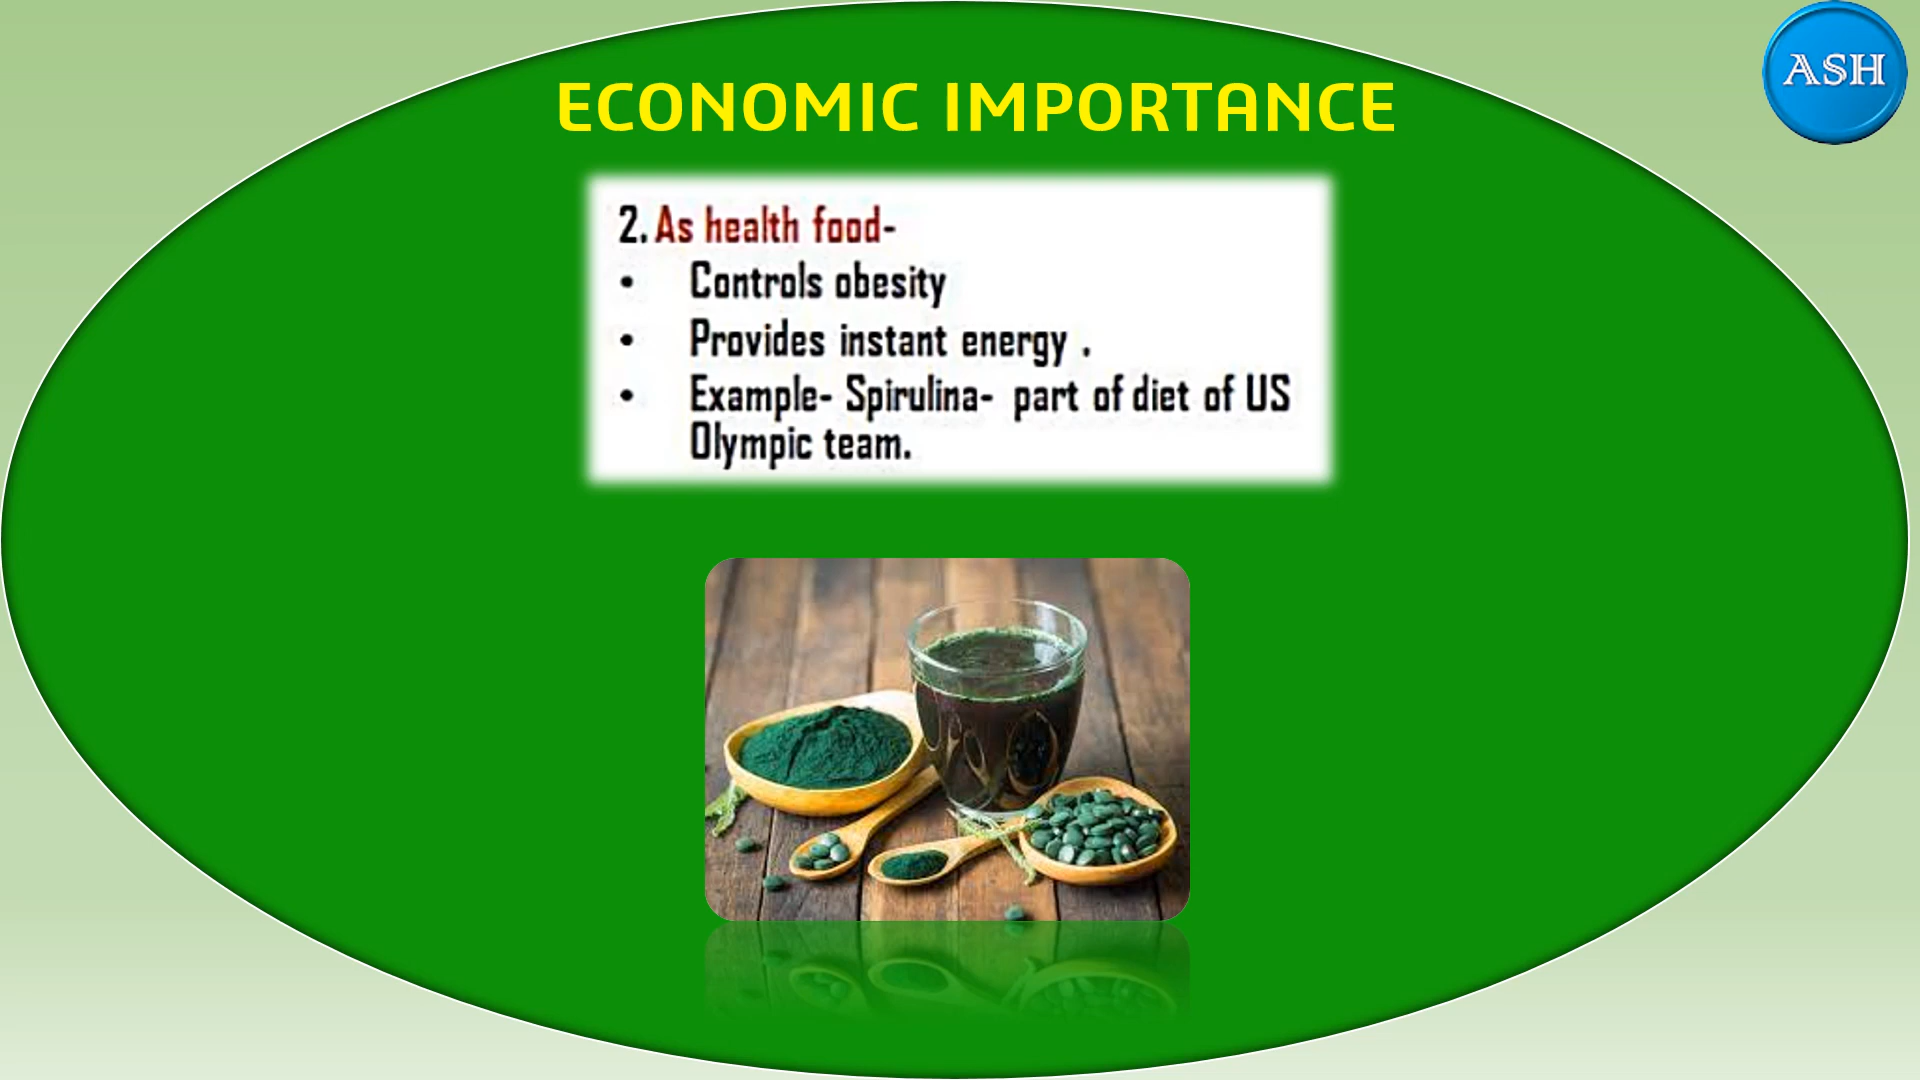 ASH
ECONOMIC IMPORTANCE
2. As health food-
• Controls obesity
• Provides instant energy .
• Example- Spirulina- part of diet of US
Olympic team.